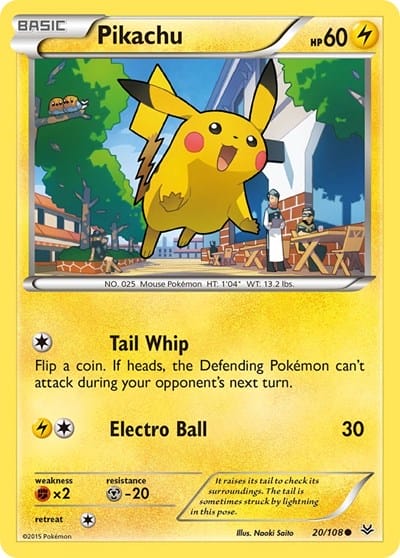 BASIC Pikachu HP60
NO. 025 Mouse Pokémon HT: 1'04" WT: 13.2 lbs.
Tail Whip
Flip a coin. If heads, the Defending Pokémon can't
attack during your opponent's next turn.
Electro Ball 30
weakness resistance
×2 -20
retreat
It raises its tail to check its
surroundings. The tail is
sometimes struck by lightning
in this pose.
©2015 Pokémon Illus. Naoki Saito 20/108